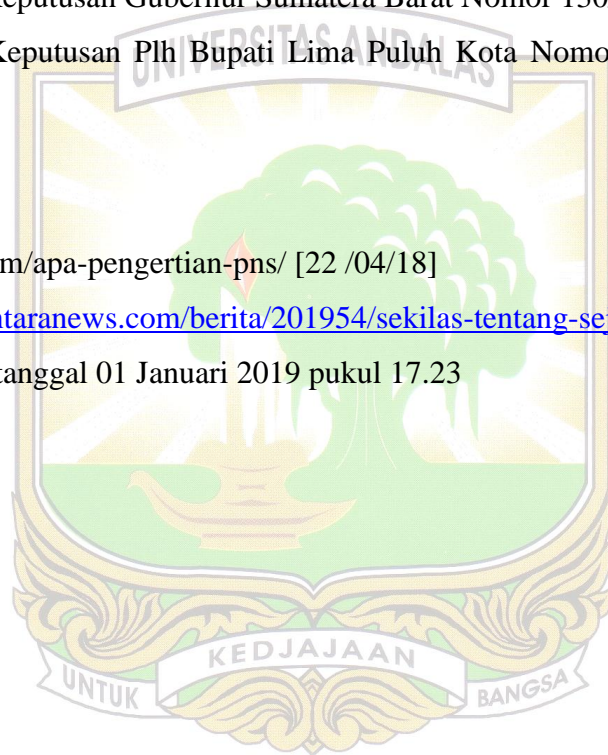 Keputusan Gubernur Sumatera Barat Nomor 130
Keputusan Plh Bupati Lima Puluh Kota Nomo
UNIVERSITAS ANDALAS
m/apa-pengertian-pns/ [22 /04/18]
ntaranews.com/berita/201954/sekilas-tentang-sej
tanggal 01 Januari 2019 pukul 17.23
UNTUK KEDJAJAAN BANGSA